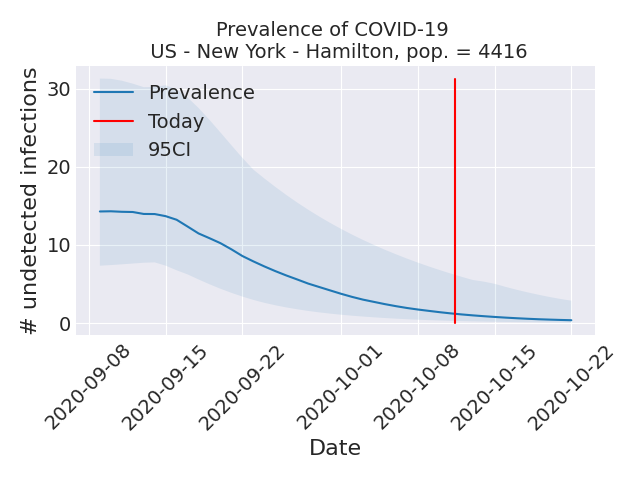 Prevalence of COVID-19
US - New York - Hamilton, pop. = 4416
# undetected infections
30
20
10
0
Prevalence
Today
95CI
2020-09-08
2020-09-15
2020-09-22
2020-10-01
2020-10-08
2020-10-15
2020-10-22
Date